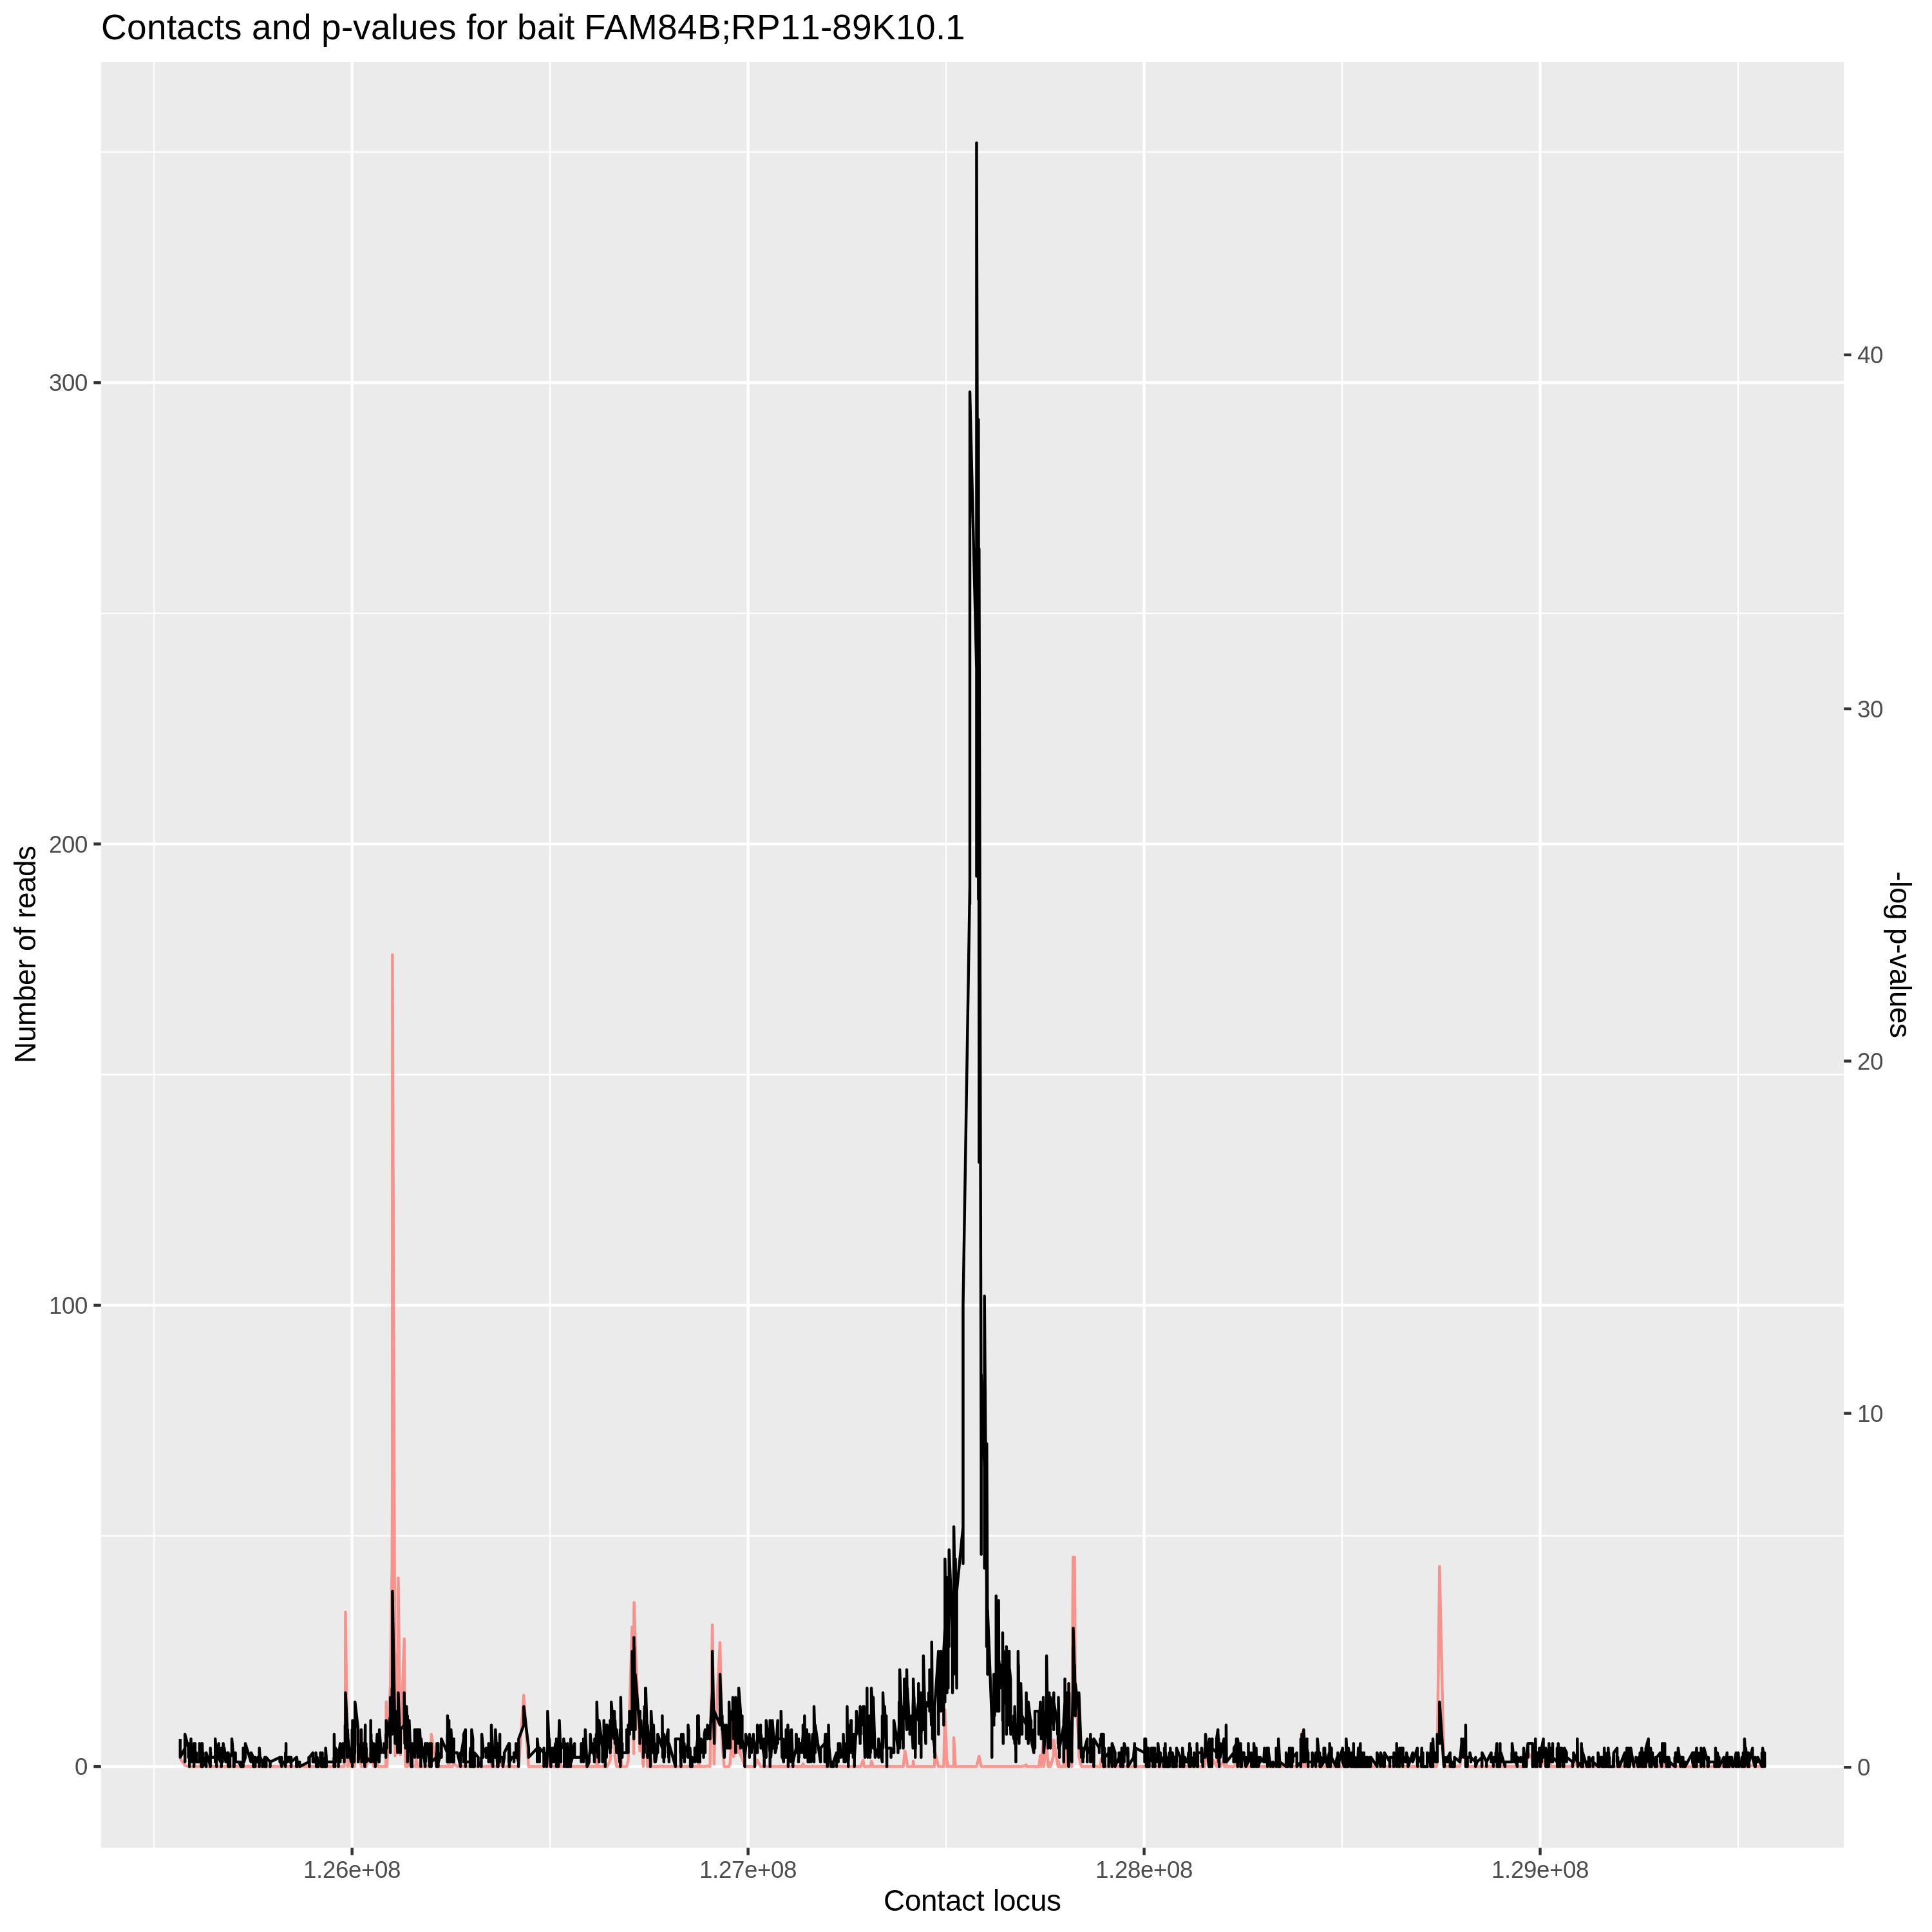 Contacts and p-values for bait FAM84B;RP11-89K10.1
300
200
100
0
Number of reads
40
30
20
10
0
-log p-values
1.26e+08
1.27e+08
1.28e+08
1.29e+08
Contact locus